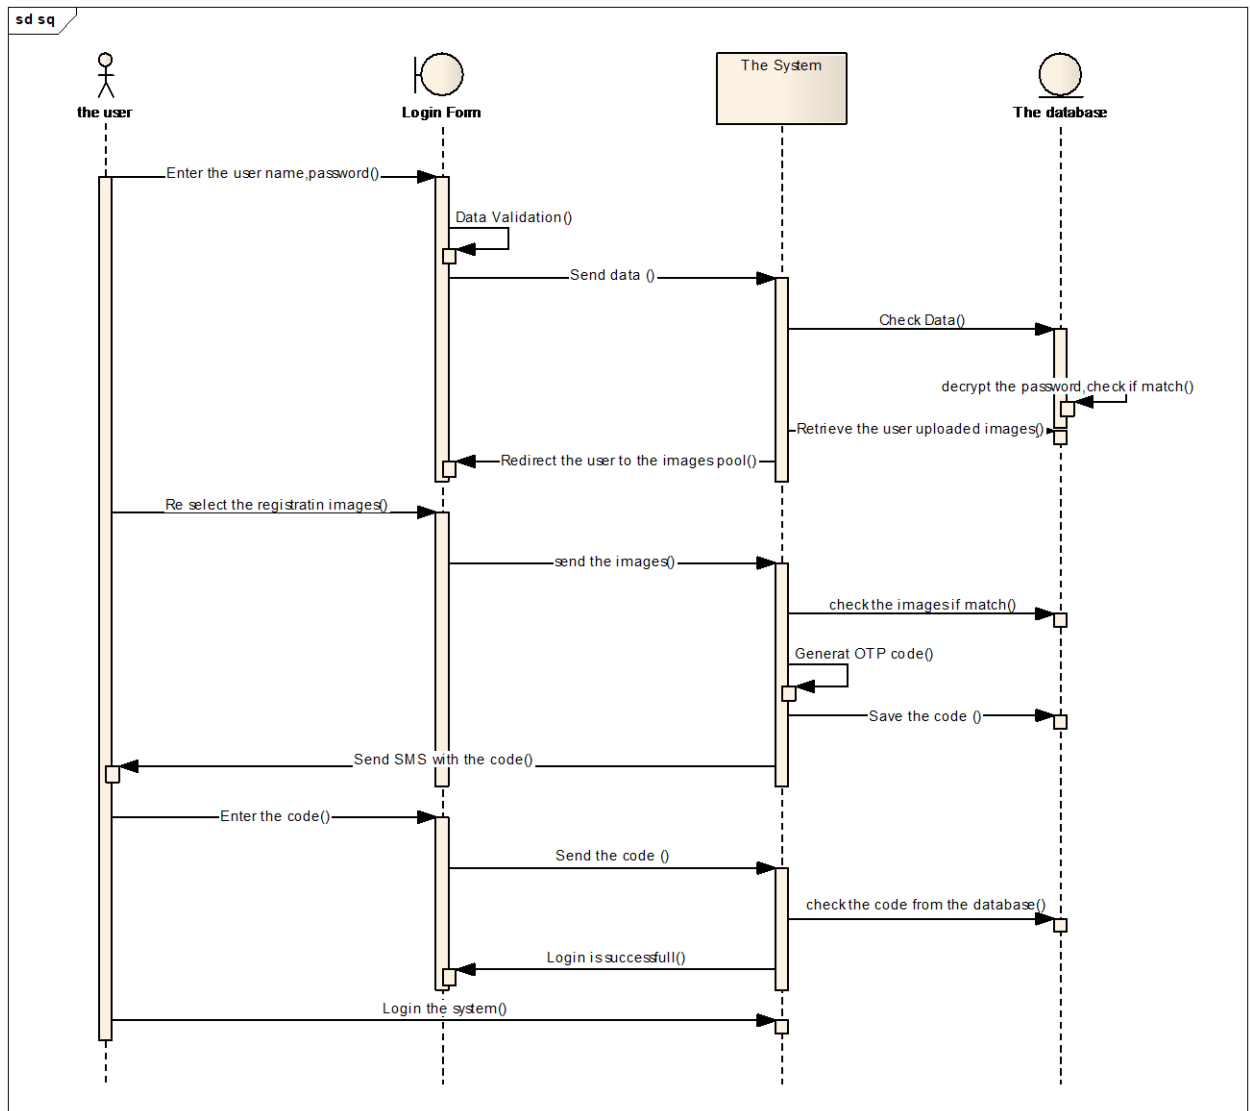 sd sq
the user
Login Form
The System
The database
Enter the user name,password()
Data Validation()
Send data ()
Check Data()
decrypt the password,check if match()
Retrieve the user uploaded images()
Redirect the user to the images pool()
Re select the registratin images()
send the images()
check the images if match()
Generat OTP code()
Save the code ()
Send SMS with the code()
Enter the code()
Send the code ()
check the code from the database()
Login is successfull()
Login the system()